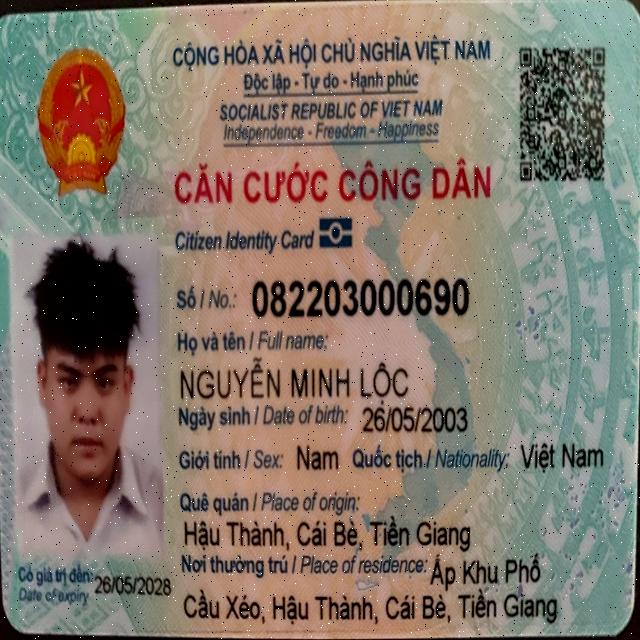 CỘNG HÒA XÃ HỘI CHỦ NGHĨA VIỆT NAM
Độc lập - Tự do - Hạnh phúc
SOCIALIST REPUBLIC OF VIET NAM
Independence - Freedom - Happiness
CĂN CƯỚC CÔNG DÂN
Citizen Identity Card
Số / No.: 082203000690
Họ và tên / Full name:
NGUYỄN MINH LỘC
Ngày sinh / Date of birth: 26/05/2003
Giới tính / Sex: Nam Quốc tịch / Nationality: Việt Nam
Quê quán / Place of origin:
Hậu Thành, Cái Bè, Tiền Giang
Nơi thường trú / Place of residence: Ấp Khu Phố
Cầu Xéo, Hậu Thành, Cái Bè, Tiền Giang
Có giá trị đến: 26/05/2028
Date of expiry